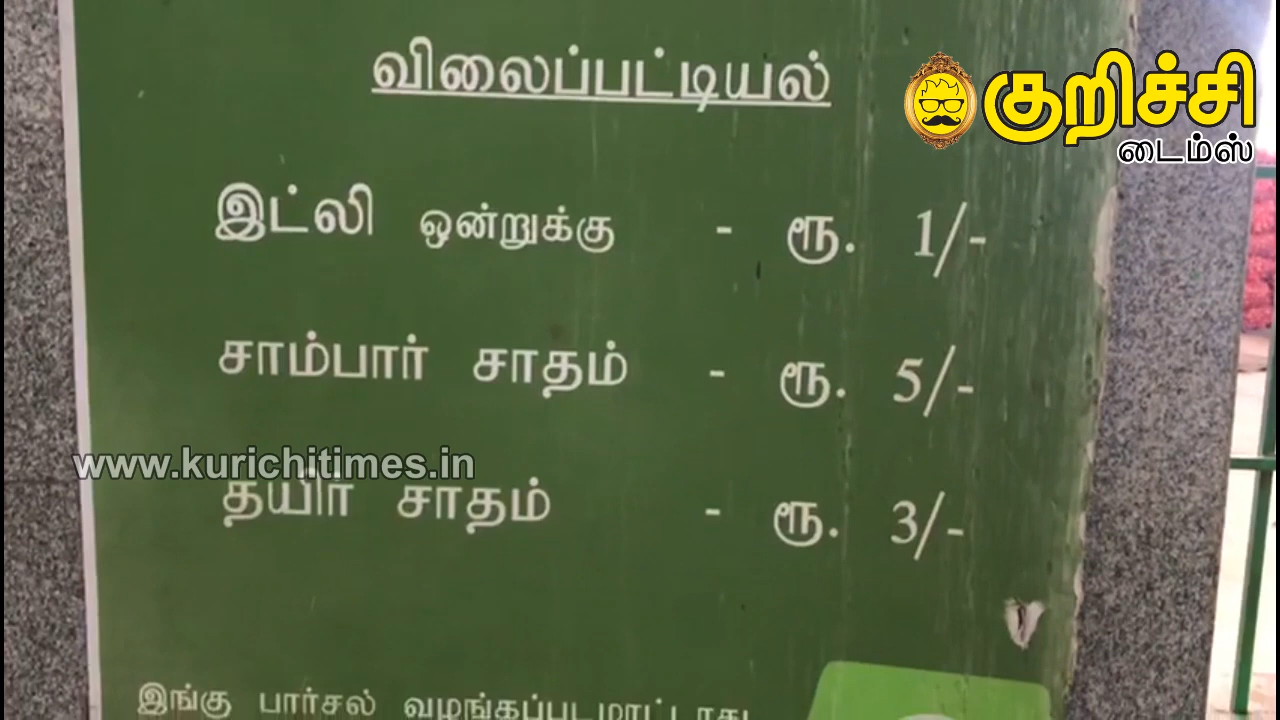 விலைப்பட்டியல்
குறிச்சி
டைம்ஸ்
இட்லி ஒன்றுக்கு - ரூ. 1/-
சாம்பார் சாதம் - ரூ. 5/-
www.kurichitimes.in
தயிர் சாதம் - ரூ. 3/-
இங்கு பார்சல் வழங்கப்படமாட்டாது